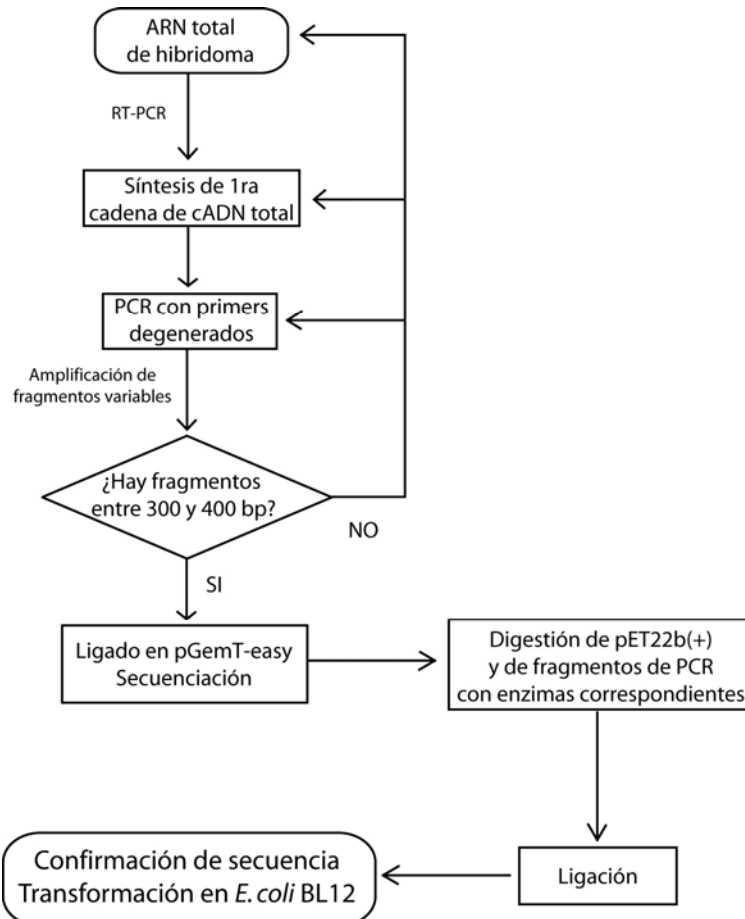 ARN total
de hibridoma
RT-PCR
Síntesis de 1ra
cadena de cADN total
PCR con primers
degenerados
Amplificación de
fragmentos variables
¿Hay fragmentos
entre 300 y 400 bp?
NO
SI
Ligado en pGemT-easy
Secuenciación
Digestión de pET22b(+)
y de fragmentos de PCR
con enzimas correspondientes
Ligación
Confirmación de secuencia
Transformación en E. coli BL12